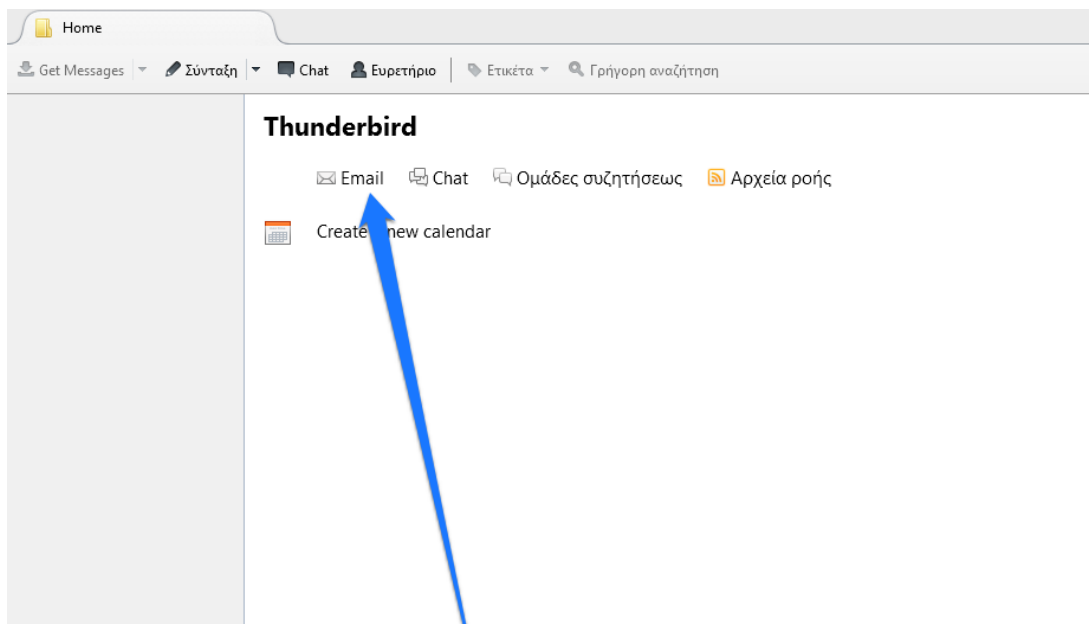 Home
Get Messages Σύνταξη Chat Ευρετήριο Ετικέτα Γρήγορη αναζήτηση
Thunderbird
Email Chat Ομάδες συζητήσεως Αρχεία ροής
Create new calendar